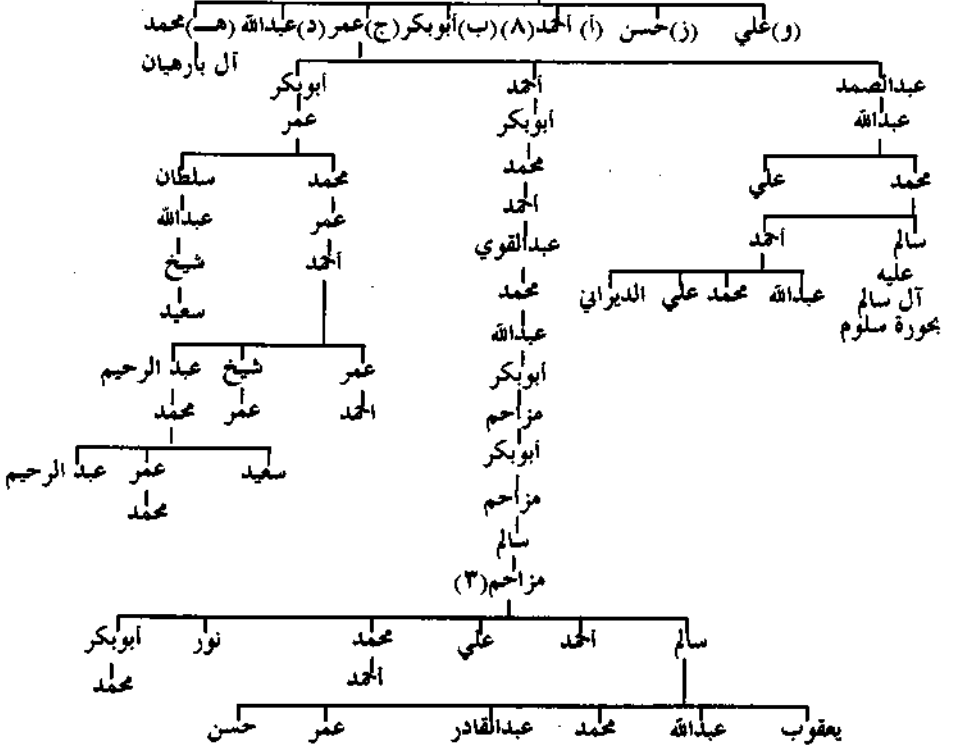 (و)علي (ز)حسن (أ) أحمد(٨) (ب)أبوبكر (ج)عمر (د)عبدالله (هـ)محمد
آل بارهيان
عبدالصمد أحمد أبوبكر
عبدالله أبوبكر عمر
محمد علي محمد محمد سلطان
أحمد عمر عبدالله
سالم أحمد عبدالقوي أحمد شيخ
عليه
عبدالله محمد علي الديراني محمد سعيد
آل سالم
بحورة سلوم
عبدالله
عمر شيخ عبد الرحيم
أبوبكر
مزاحم أحمد عمر محمد
أبوبكر
سعيد عمر عبد الرحيم
مزاحم محمد
سالم
مزاحم(٣)
سالم أحمد علي محمد نور أبوبكر
أحمد محمد
يعقوب عبدالله محمد عبدالقادر عمر حسن